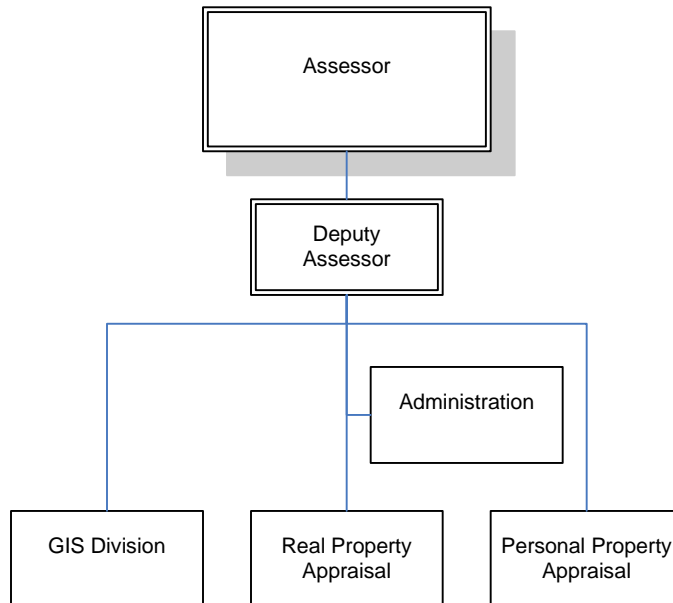 Assessor
Deputy
Assessor
Administration
GIS Division
Real Property
Appraisal
Personal Property
Appraisal